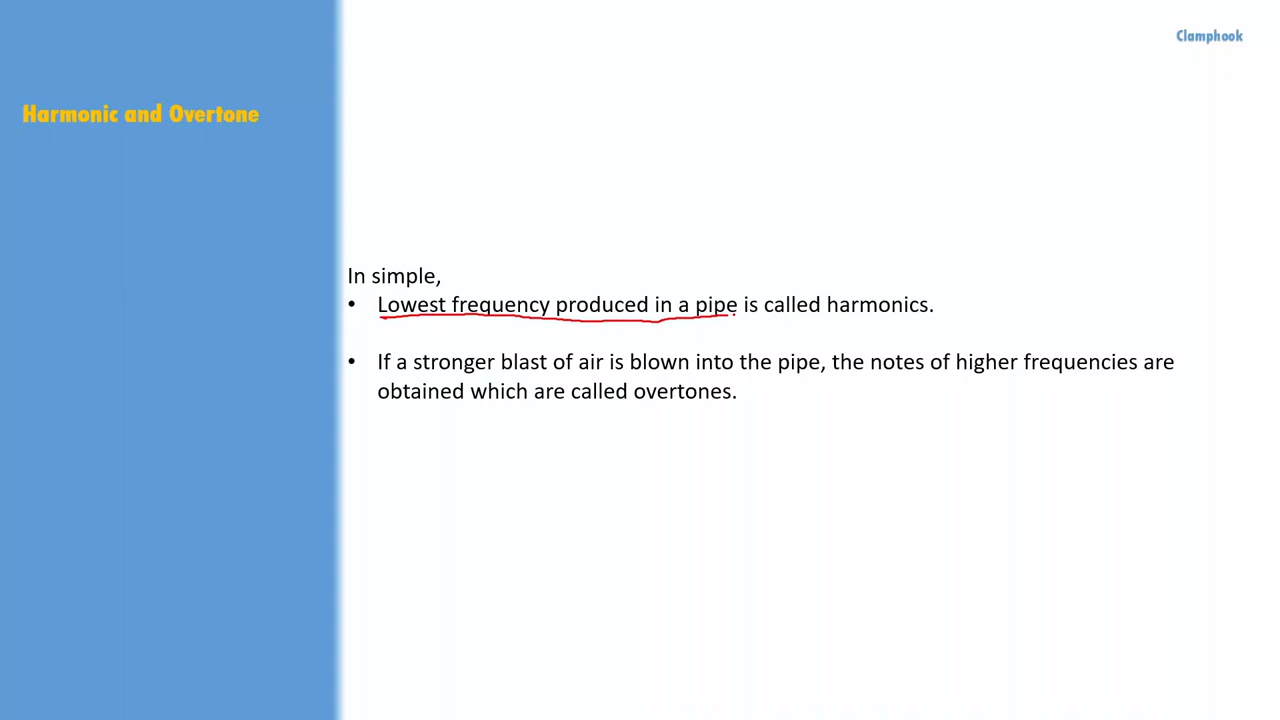 Clamphook
Harmonic and Overtone
In simple,
• Lowest frequency produced in a pipe is called harmonics.
• If a stronger blast of air is blown into the pipe, the notes of higher frequencies are
obtained which are called overtones.